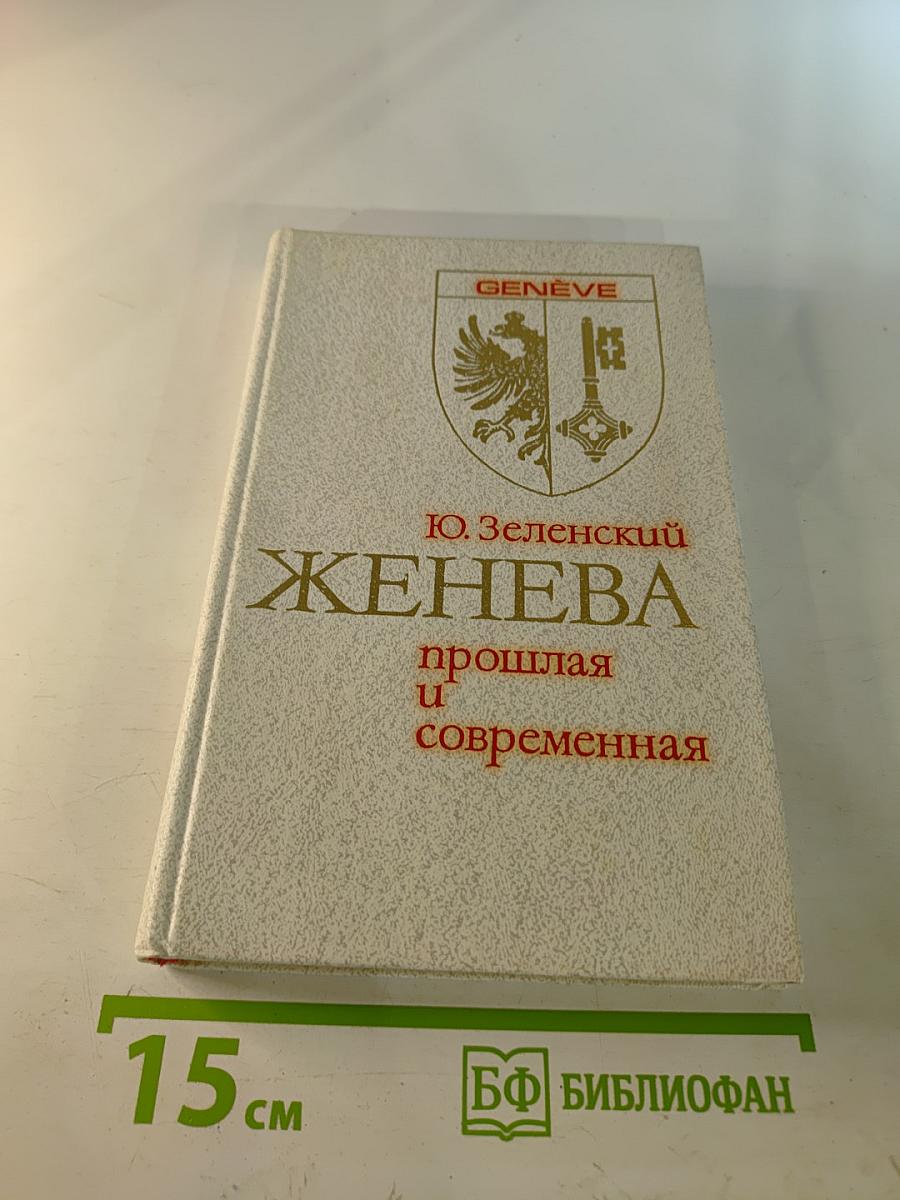 GENÈVE
Ю. Зеленский
ЖЕНЕВА
прошлая
и
современная
15 см
БФ БИБЛИОФАН